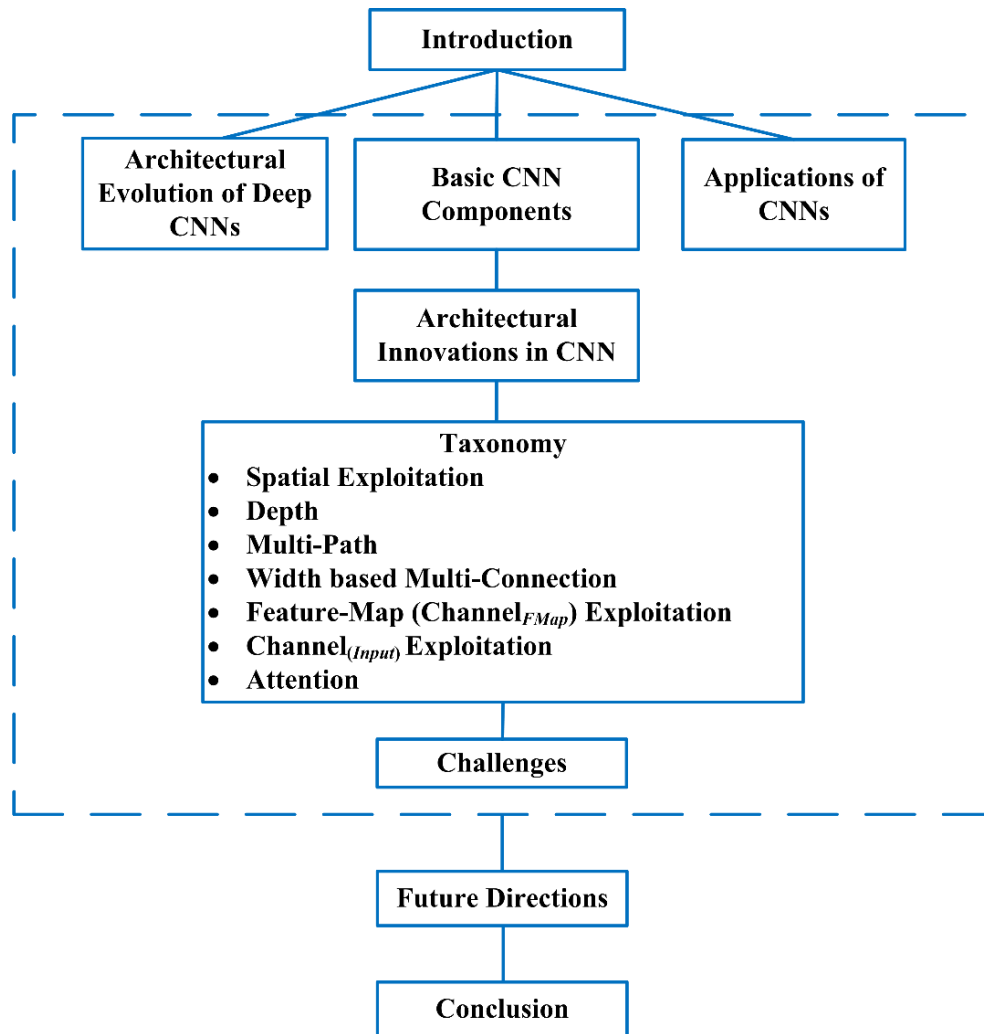 Introduction
Architectural
Evolution of Deep
CNNs
Basic CNN
Components
Applications of
CNNs
Architectural
Innovations in CNN
Taxonomy
• Spatial Exploitation
• Depth
• Multi-Path
• Width based Multi-Connection
• Feature-Map (ChannelFMap) Exploitation
• Channel(Input) Exploitation
• Attention
Challenges
Future Directions
Conclusion